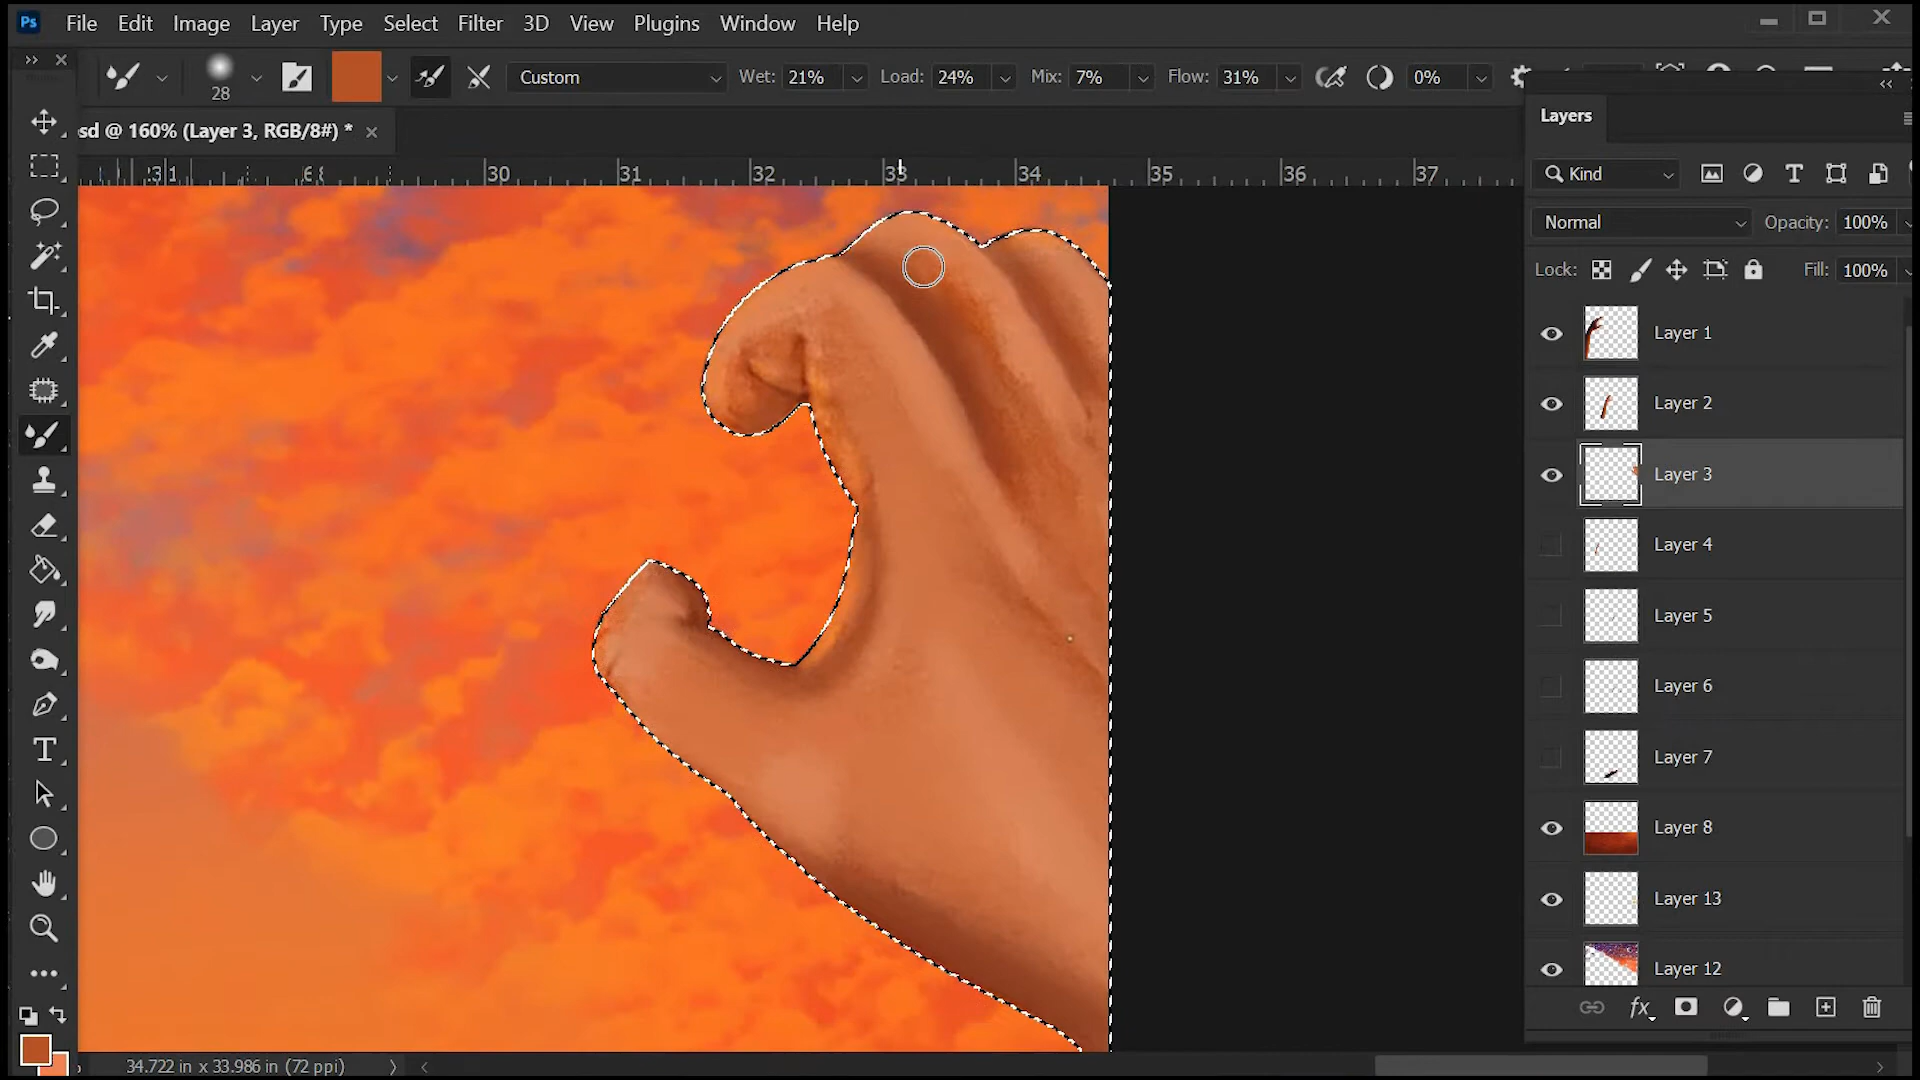 Ps File Edit Image Layer Type Select Filter 3D View Plugins Window Help
28 Custom Wet: 21% Load: 24% Mix: 7% Flow: 31% 0%
sd @ 160% (Layer 3, RGB/8#) *
30 31 32 33 34 35 36 37
Layers
Kind
Normal Opacity: 100%
Lock: Fill: 100%
Layer 1
Layer 2
Layer 3
Layer 4
Layer 5
Layer 6
Layer 7
Layer 8
Layer 13
Layer 12
fx
34.722 in x 33.986 in (72 ppi)